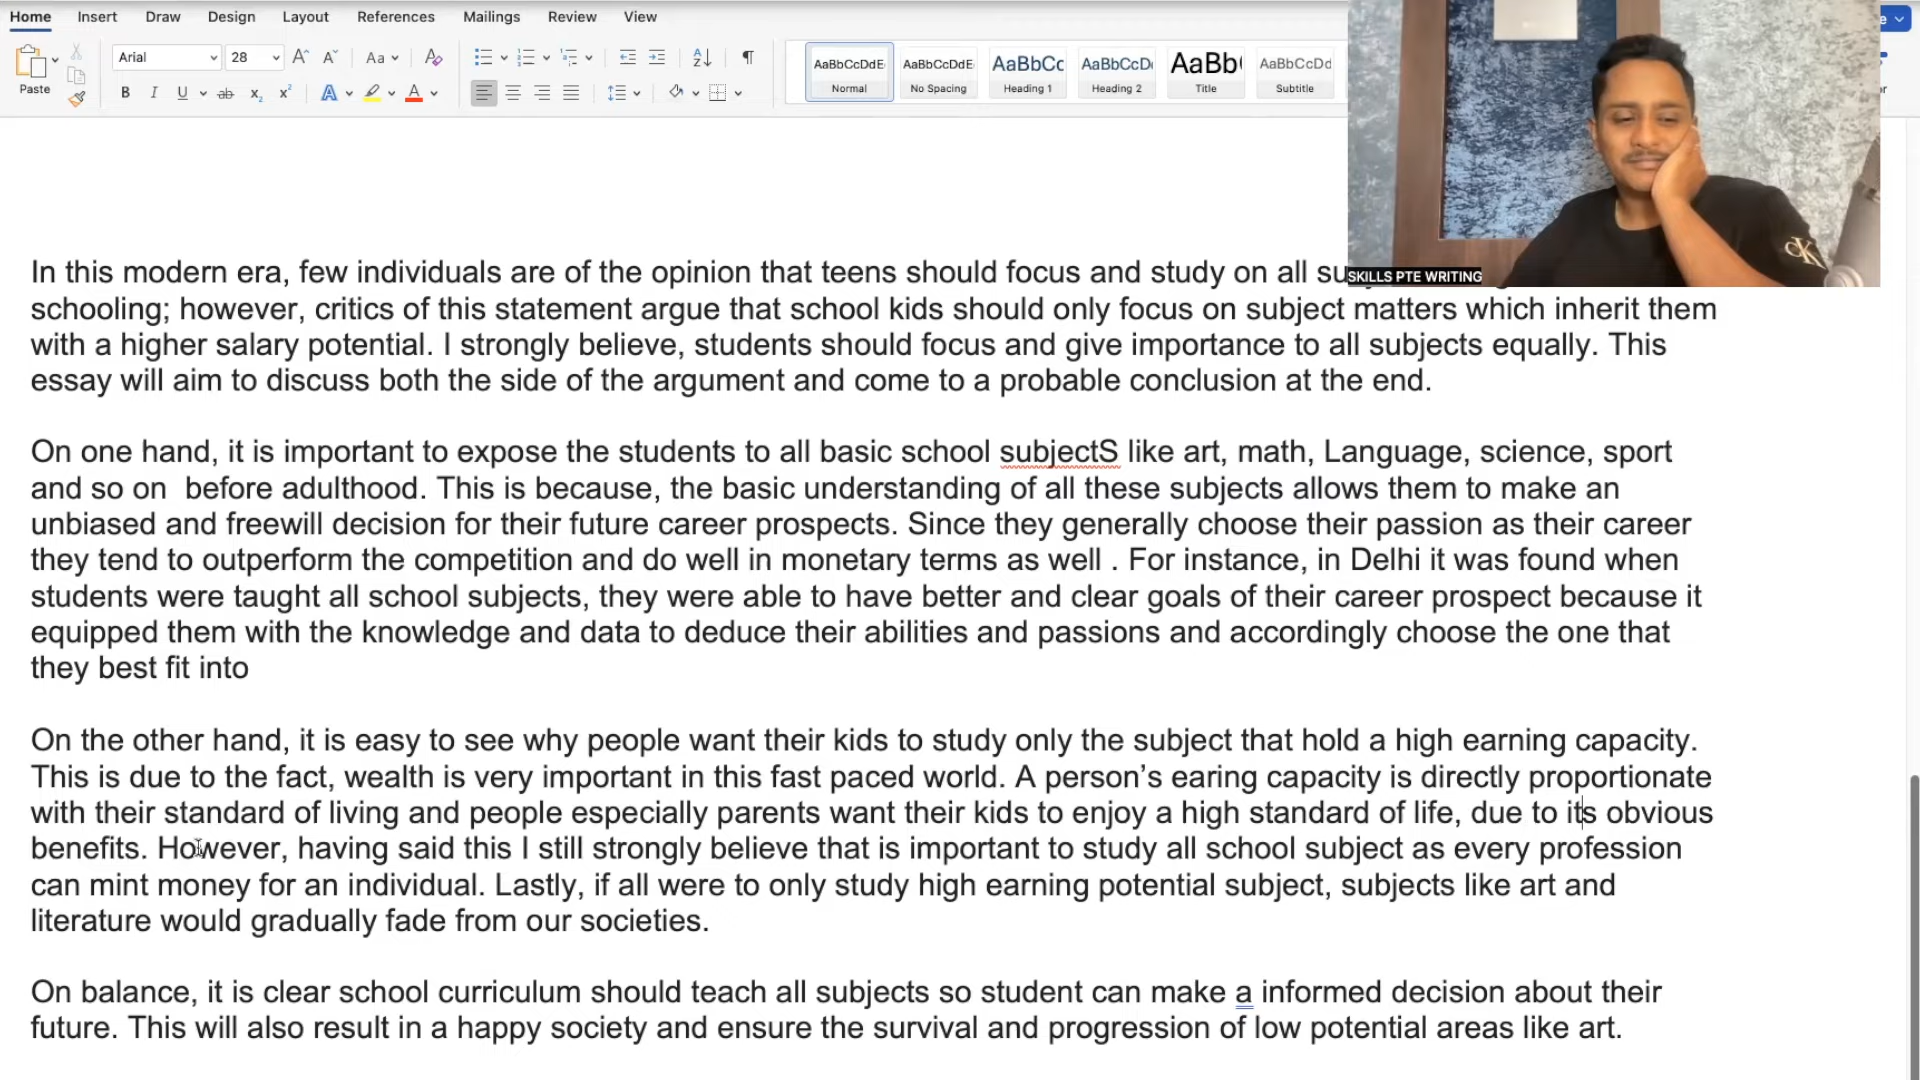 Home Insert Draw Design Layout References Mailings Review View
Paste
Arial 28 A A Aa A
B I U ab x2 x2 A A
AaBbCcDdE AaBbCcDdE AaBbCc AaBbCcD AaBb( AaBbCcDd
Normal No Spacing Heading 1 Heading 2 Title Subtitle
SKILLS PTE WRITING
CK
In this modern era, few individuals are of the opinion that teens should focus and study on all
schooling; however, critics of this statement argue that school kids should only focus on subject matters which inherit them
with a higher salary potential. I strongly believe, students should focus and give importance to all subjects equally. This
essay will aim to discuss both the side of the argument and come to a probable conclusion at the end.
On one hand, it is important to expose the students to all basic school subjectS like art, math, Language, science, sport
and so on  before adulthood. This is because, the basic understanding of all these subjects allows them to make an
unbiased and freewill decision for their future career prospects. Since they generally choose their passion as their career
they tend to outperform the competition and do well in monetary terms as well . For instance, in Delhi it was found when
students were taught all school subjects, they were able to have better and clear goals of their career prospect because it
equipped them with the knowledge and data to deduce their abilities and passions and accordingly choose the one that
they best fit into
On the other hand, it is easy to see why people want their kids to study only the subject that hold a high earning capacity.
This is due to the fact, wealth is very important in this fast paced world. A person’s earing capacity is directly proportionate
with their standard of living and people especially parents want their kids to enjoy a high standard of life, due to its obvious
benefits. However, having said this I still strongly believe that is important to study all school subject as every profession
can mint money for an individual. Lastly, if all were to only study high earning potential subject, subjects like art and
literature would gradually fade from our societies.
On balance, it is clear school curriculum should teach all subjects so student can make a informed decision about their
future. This will also result in a happy society and ensure the survival and progression of low potential areas like art.